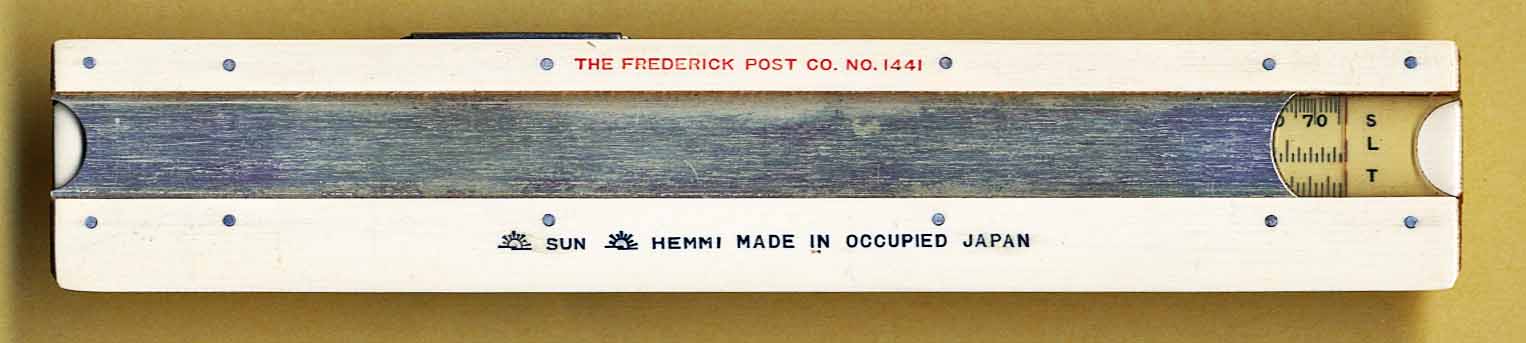 THE FREDERICK POST CO. NO. 1441
70
S
L
T
SUN HEMMI MADE IN OCCUPIED JAPAN